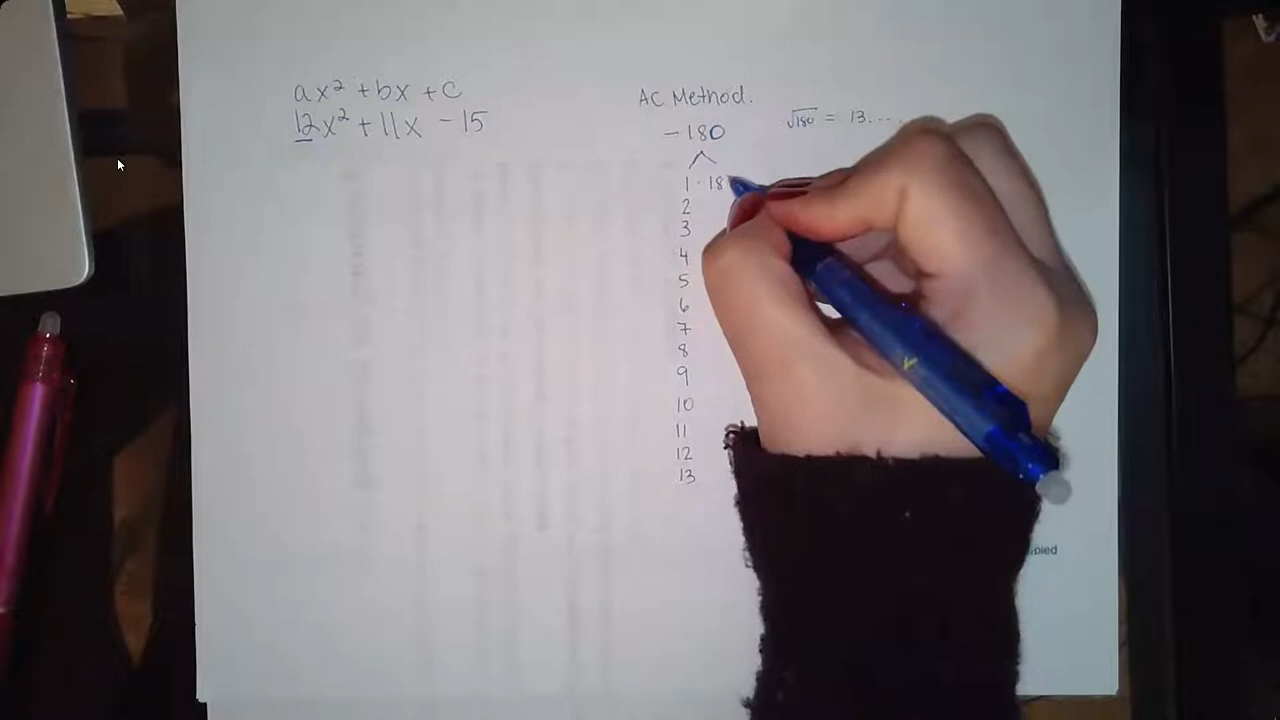 ax² + bx + c
12x² + 11x - 15
AC Method.
√180 = 13....
-180
1 · 18
2
3
4
5
6
7
8
9
10
11
12
13